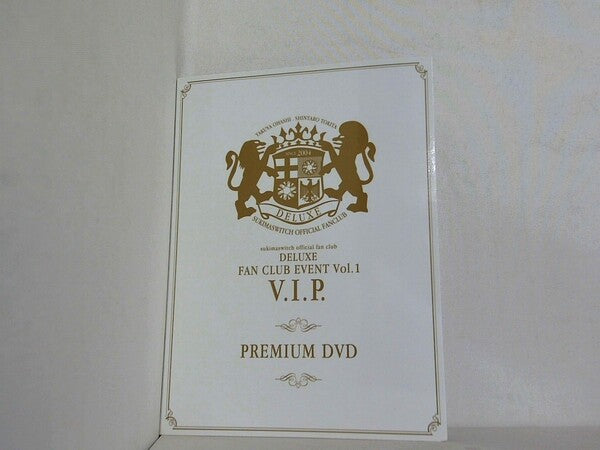 TAKUYA OHASHI · SHINTARO TOKITA
SINCE 2004
DELUXE
SUKIMASWITCH OFFICIAL FANCLUB
sukimaswitch official fan club
DELUXE
FAN CLUB EVENT Vol.1
V.I.P.
PREMIUM DVD